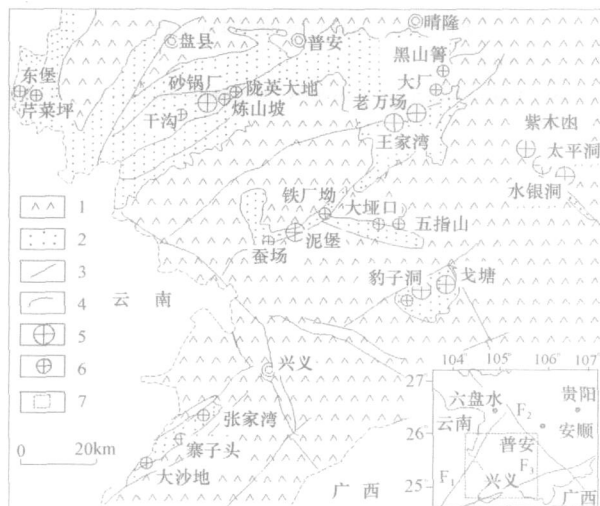 晴隆
盘县
普安
黑山箐
东堡
砂锅厂
陇英大地
大厂
芹菜坪
干沟
炼山坡
老万场
紫木凼
王家湾
太平洞
水银洞
铁厂坳
大垭口
五指山
蚕场
泥堡
豹子洞
戈塘
1
2
3
4
5
6
7
云 南
兴义
张家湾
寨子头
大沙地
0 20km
广 西
104 105° 106° 107°
27
26
25
六盘水
贵阳
云南
F₂
安顺
普安
F₁
F₃
兴义
广西